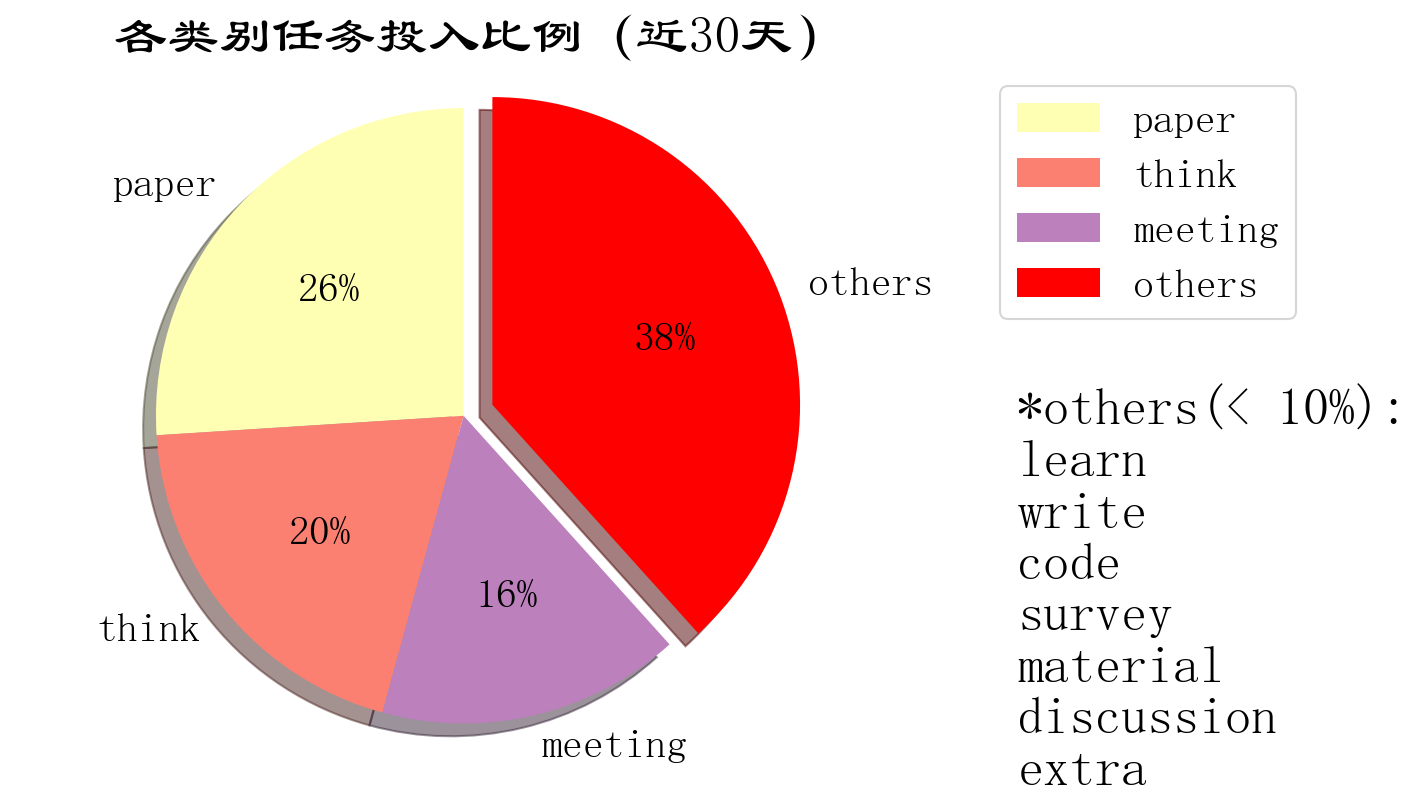 各类别任务投入比例 (近30天)
paper
26%
38%
others
20%
16%
think
meeting
paper
think
meeting
others
*others(< 10%):
learn
write
code
survey
material
discussion
extra